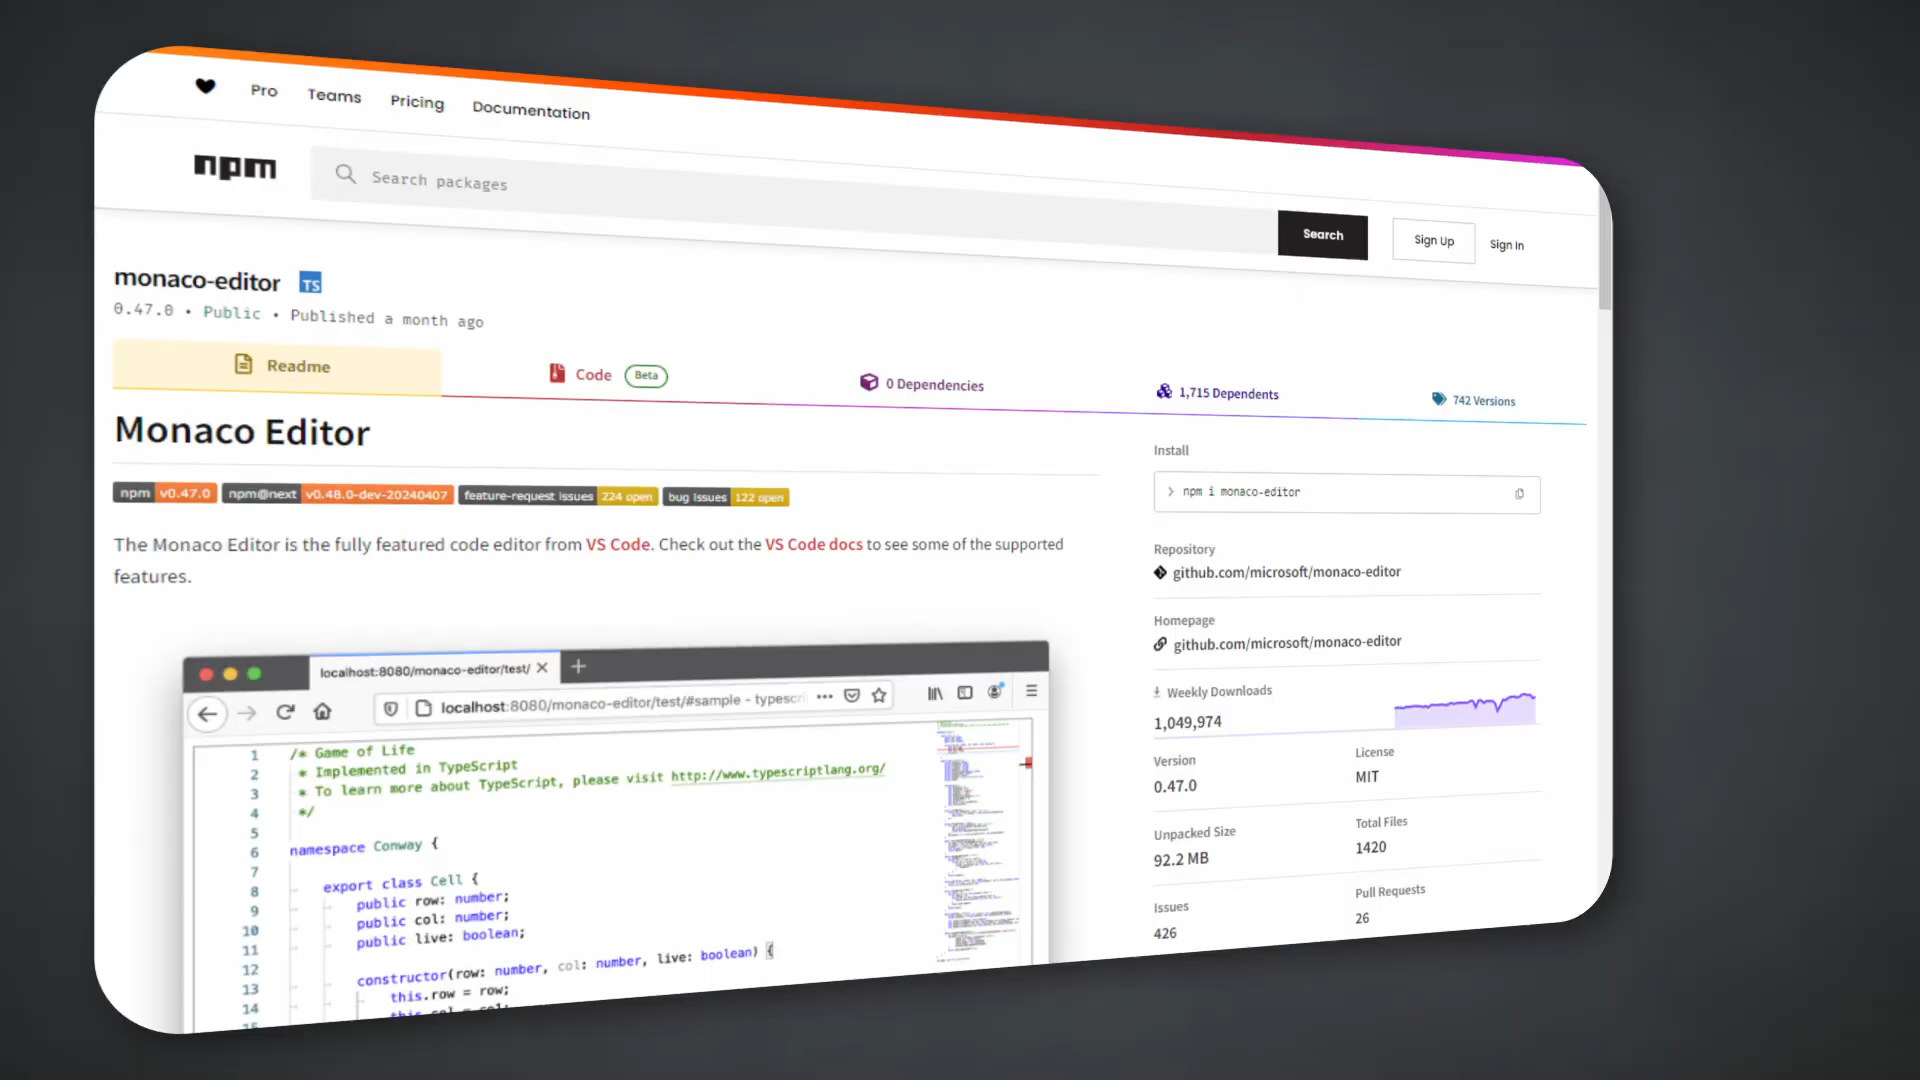 Pro Teams Pricing Documentation
npm Search packages Search Sign Up Sign In
monaco-editor TS
0.47.0 • Public • Published a month ago
Readme Code Beta 0 Dependencies 1,715 Dependents 742 Versions
Monaco Editor
npm v0.47.0 npm@next v0.48.0-dev-20240407 feature-request issues 224 open bug issues 122 open
The Monaco Editor is the fully featured code editor from VS Code. Check out the VS Code docs to see some of the supported
features.
localhost:8080/monaco-editor/test/
localhost:8080/monaco-editor/test/#sample - typescri
1 /* Game of Life
2 * Implemented in TypeScript
3 * To learn more about TypeScript, please visit http://www.typescriptlang.org/
4 */
5
6 namespace Conway {
7
8 export class Cell {
9 public row: number;
10 public col: number;
11 public live: boolean;
12
13 constructor(row: number, col: number, live: boolean) {
14 this.row = row;
15 this.col = col;
Install
> npm i monaco-editor
Repository
github.com/microsoft/monaco-editor
Homepage
github.com/microsoft/monaco-editor
Weekly Downloads
1,049,974
Version License
0.47.0 MIT
Unpacked Size Total Files
92.2 MB 1420
Issues Pull Requests
426 26